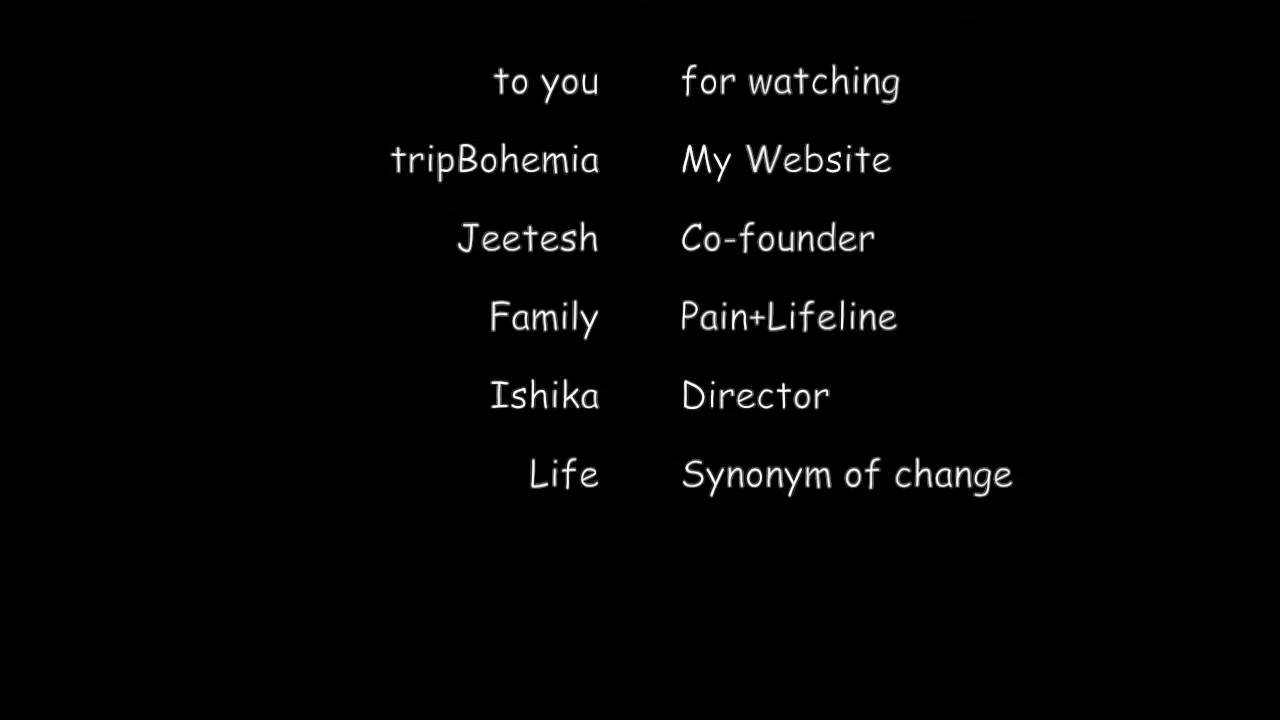 to you for watching
tripBohemia My Website
Jeetesh Co-founder
Family Pain+Lifeline
Ishika Director
Life Synonym of change